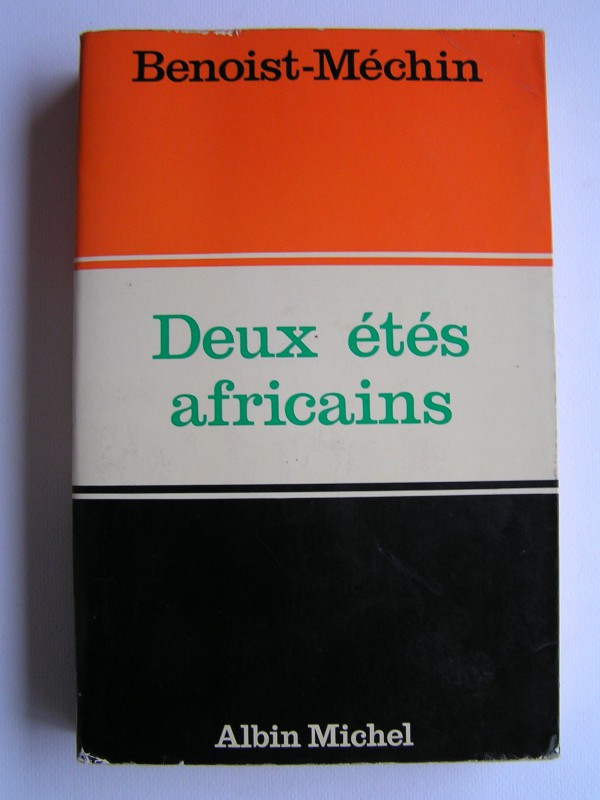 Benoist-Méchin
Deux étés
africains
Albin Michel